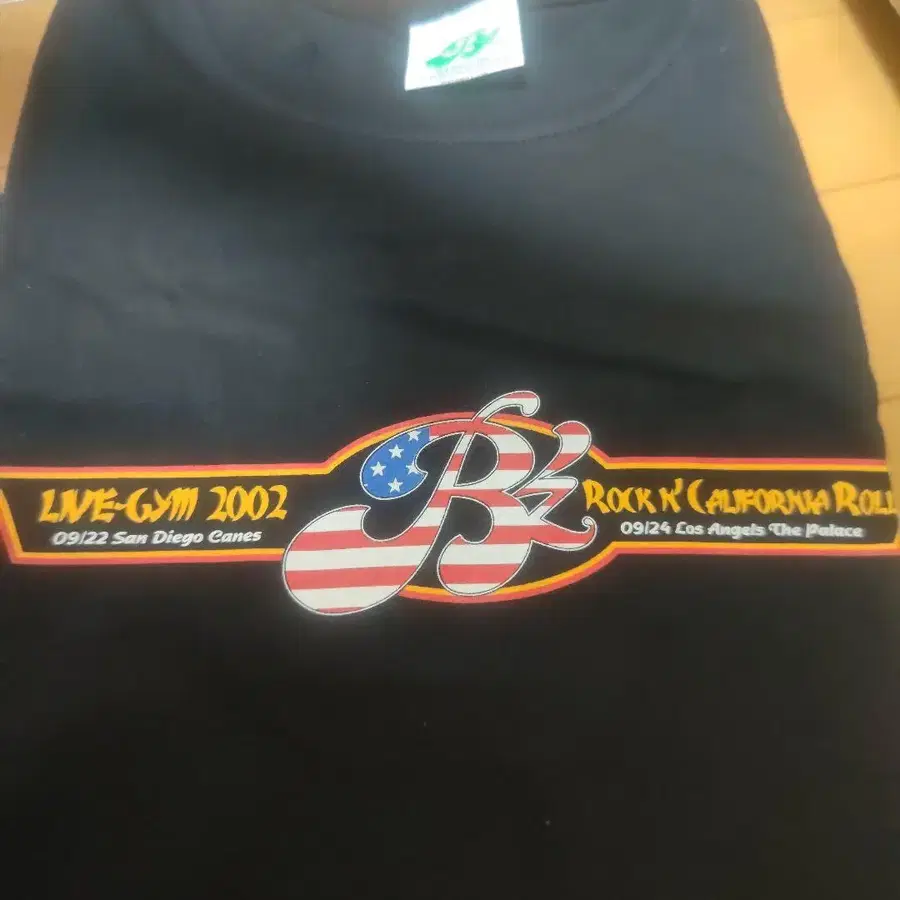 B'z
LIVE-GYM 2002
09/22 San Diego Canes
B'z
ROCK N' CALIFORNIA ROLL
09/24 Los Angels The Palace